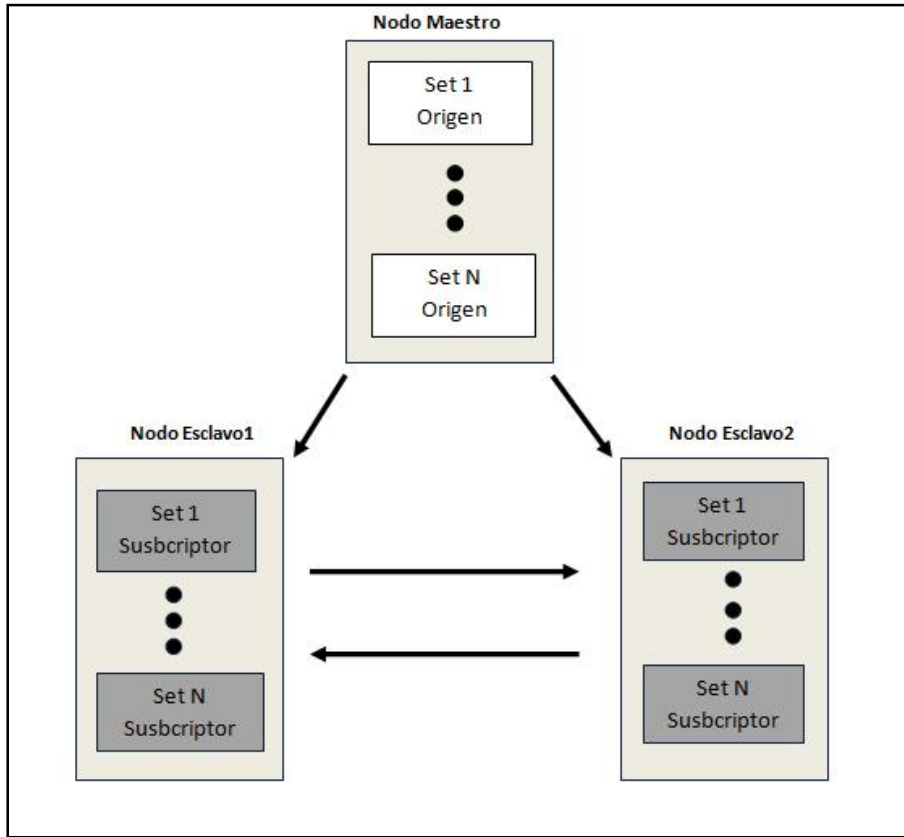 Nodo Maestro
Set 1
Origen
Set N
Origen
Nodo Esclavo1
Set 1
Susbcriptor
Set N
Susbcriptor
Nodo Esclavo2
Set 1
Susbcriptor
Set N
Susbcriptor